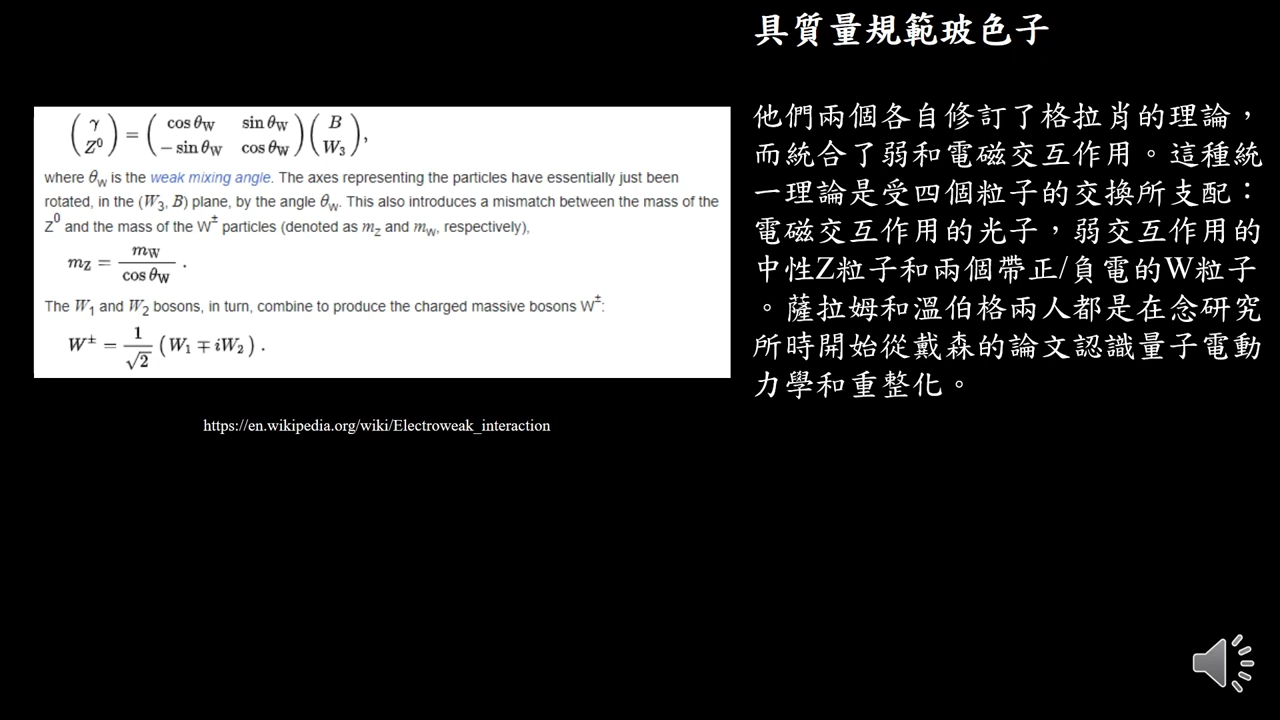 具質量規範玻色子
(γ Z⁰) = (cos θW sin θW −sin θW cos θW) (B W₃),
where θW is the weak mixing angle. The axes representing the particles have essentially just been
rotated, in the (W₃, B) plane, by the angle θW. This also introduces a mismatch between the mass of the
Z⁰ and the mass of the W± particles (denoted as mZ and mW, respectively),
mZ = mW / cos θW .
The W₁ and W₂ bosons, in turn, combine to produce the charged massive bosons W±:
W± = 1/√2 (W₁ ∓ iW₂) .
https://en.wikipedia.org/wiki/Electroweak_interaction
他們兩個各自修訂了格拉肖的理論，
而統合了弱和電磁交互作用。這種統
一理論是受四個粒子的交換所支配：
電磁交互作用的光子，弱交互作用的
中性Z粒子和兩個帶正/負電的W粒子
。薩拉姆和溫伯格兩人都是在念研究
所時開始從戴森的論文認識量子電動
力學和重整化。